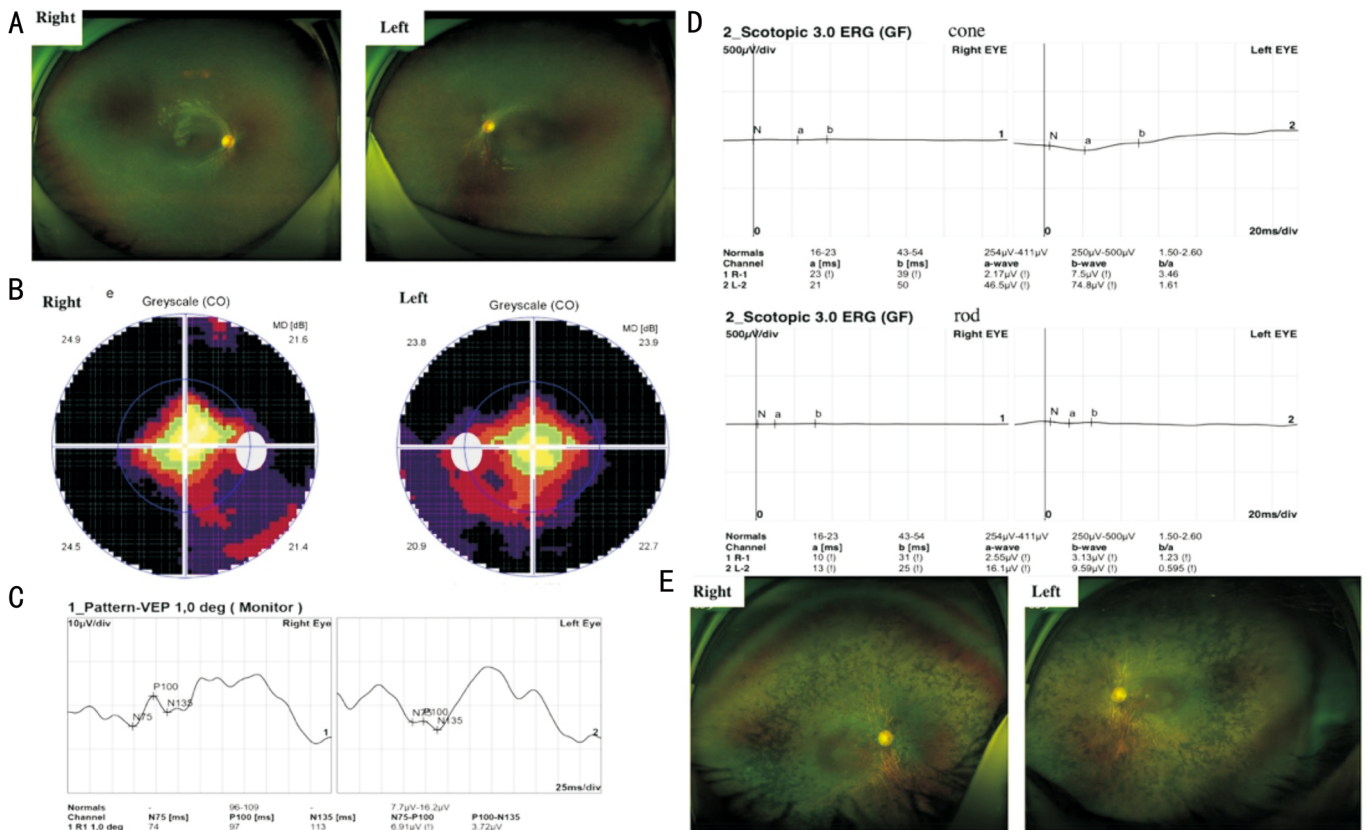 A
Right
Left
B
Right
e
Greyscale (CO)
MD [dB]
24.9
21.6
24.5
21.4
Left
Greyscale (CO)
MD [dB]
23.8
23.9
20.9
22.7
C
1_Pattern-VEP 1,0 deg ( Monitor )
10µV/div
Right Eye
N75
P100
N135
1
Left Eye
N75
P100
N135
2
25ms/div
Normals - 96-109 - 7.7µV-16.2µV
Channel N75 [ms] P100 [ms] N135 [ms] N75-P100 P100-N135
1 R1 1,0 deg 74 97 113 6.91µV (!) 3.72µV
D
2_Scotopic 3.0 ERG (GF) cone
500µV/div
Right EYE
N a b 1
0
Left EYE
N a b 2
0
20ms/div
Normals 16-23 43-54 254µV-411µV 250µV-500µV 1.50-2.60
Channel a [ms] b [ms] a-wave b-wave b/a
1 R-1 23 (!) 39 (!) 2.17µV (!) 7.5µV (!) 3.46
2 L-2 21 50 46.5µV (!) 74.8µV (!) 1.61
2_Scotopic 3.0 ERG (GF) rod
500µV/div
Right EYE
N a b 1
0
Left EYE
N a b 2
0
20ms/div
Normals 16-23 43-54 254µV-411µV 250µV-500µV 1.50-2.60
Channel a [ms] b [ms] a-wave b-wave b/a
1 R-1 10 (!) 31 (!) 2.55µV (!) 3.13µV (!) 1.23 (!)
2 L-2 13 (!) 25 (!) 16.1µV (!) 9.59µV (!) 0.595 (!)
E
Right
Left